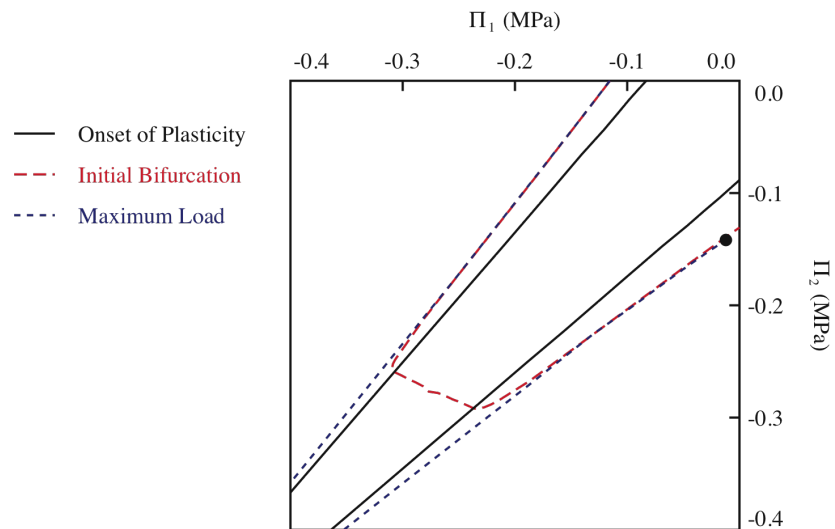 Π₁ (MPa)
-0.4 -0.3 -0.2 -0.1 0.0
0.0
Onset of Plasticity
Initial Bifurcation
-0.1
Maximum Load
Π₂ (MPa)
-0.2
-0.3
-0.4